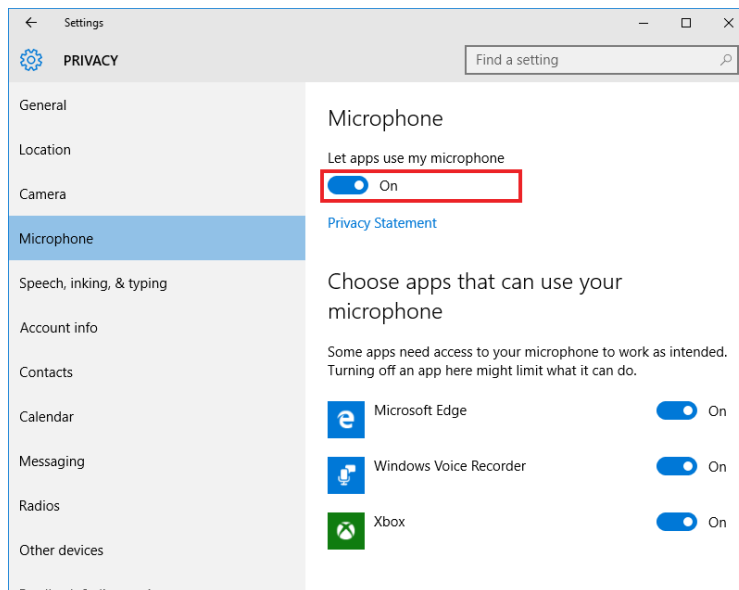 Settings
PRIVACY
Find a setting
General
Location
Camera
Microphone
Speech, inking, & typing
Account info
Contacts
Calendar
Messaging
Radios
Other devices
Microphone
Let apps use my microphone
On
Privacy Statement
Choose apps that can use your
microphone
Some apps need access to your microphone to work as intended.
Turning off an app here might limit what it can do.
Microsoft Edge On
Windows Voice Recorder On
Xbox On